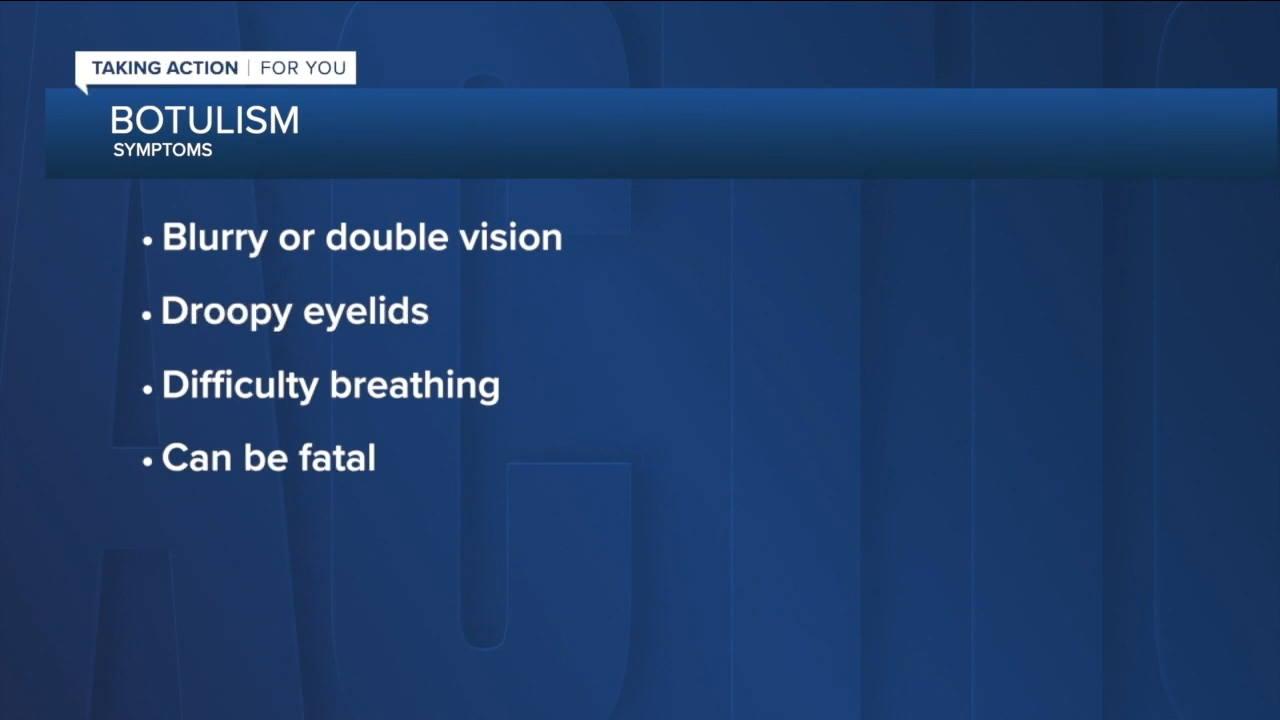 TAKING ACTION | FOR YOU
BOTULISM
SYMPTOMS
• Blurry or double vision
• Droopy eyelids
• Difficulty breathing
• Can be fatal